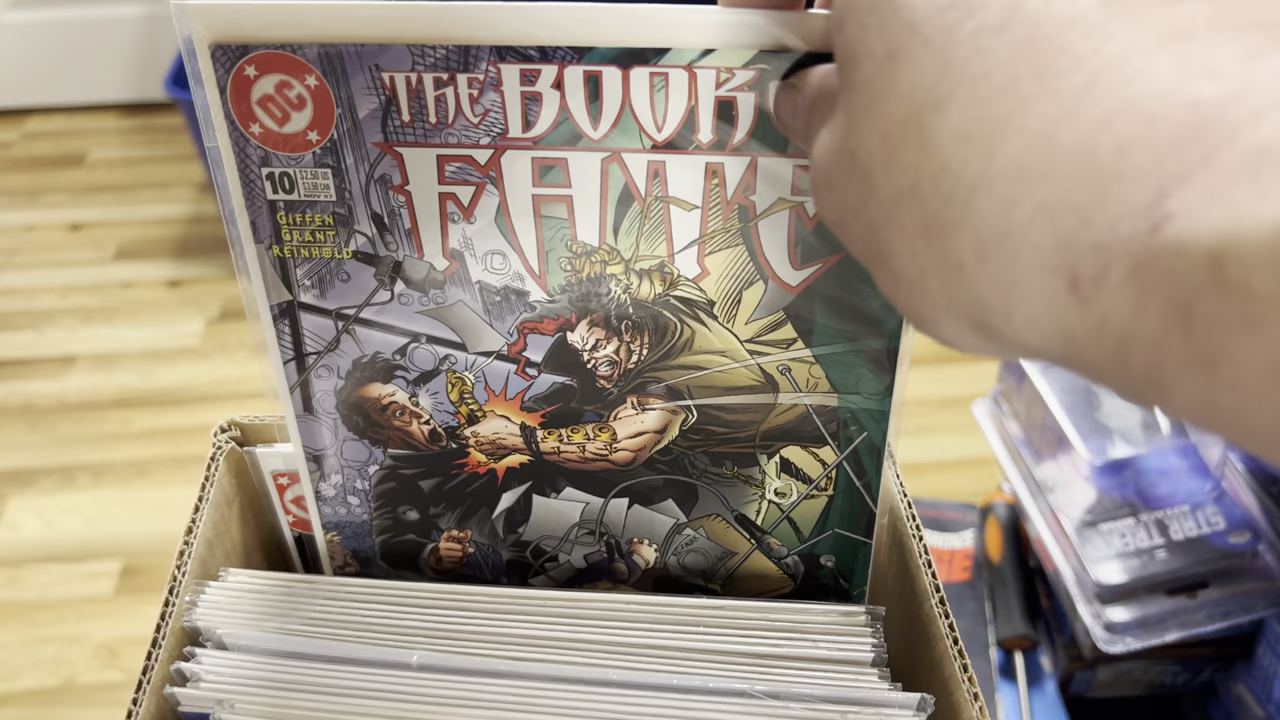 DC
THE BOOK
FATE
10
$2.50 US
$3.50 CAN
NOV 97
GIFFEN
GRANT
REINHOLD
STAR TREK